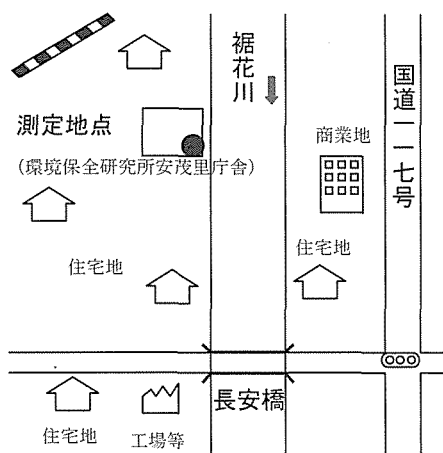 裾花川
国道一一七号
測定地点
(環境保全研究所安茂里庁舎)
商業地
住宅地
住宅地
長安橋
住宅地
工場等